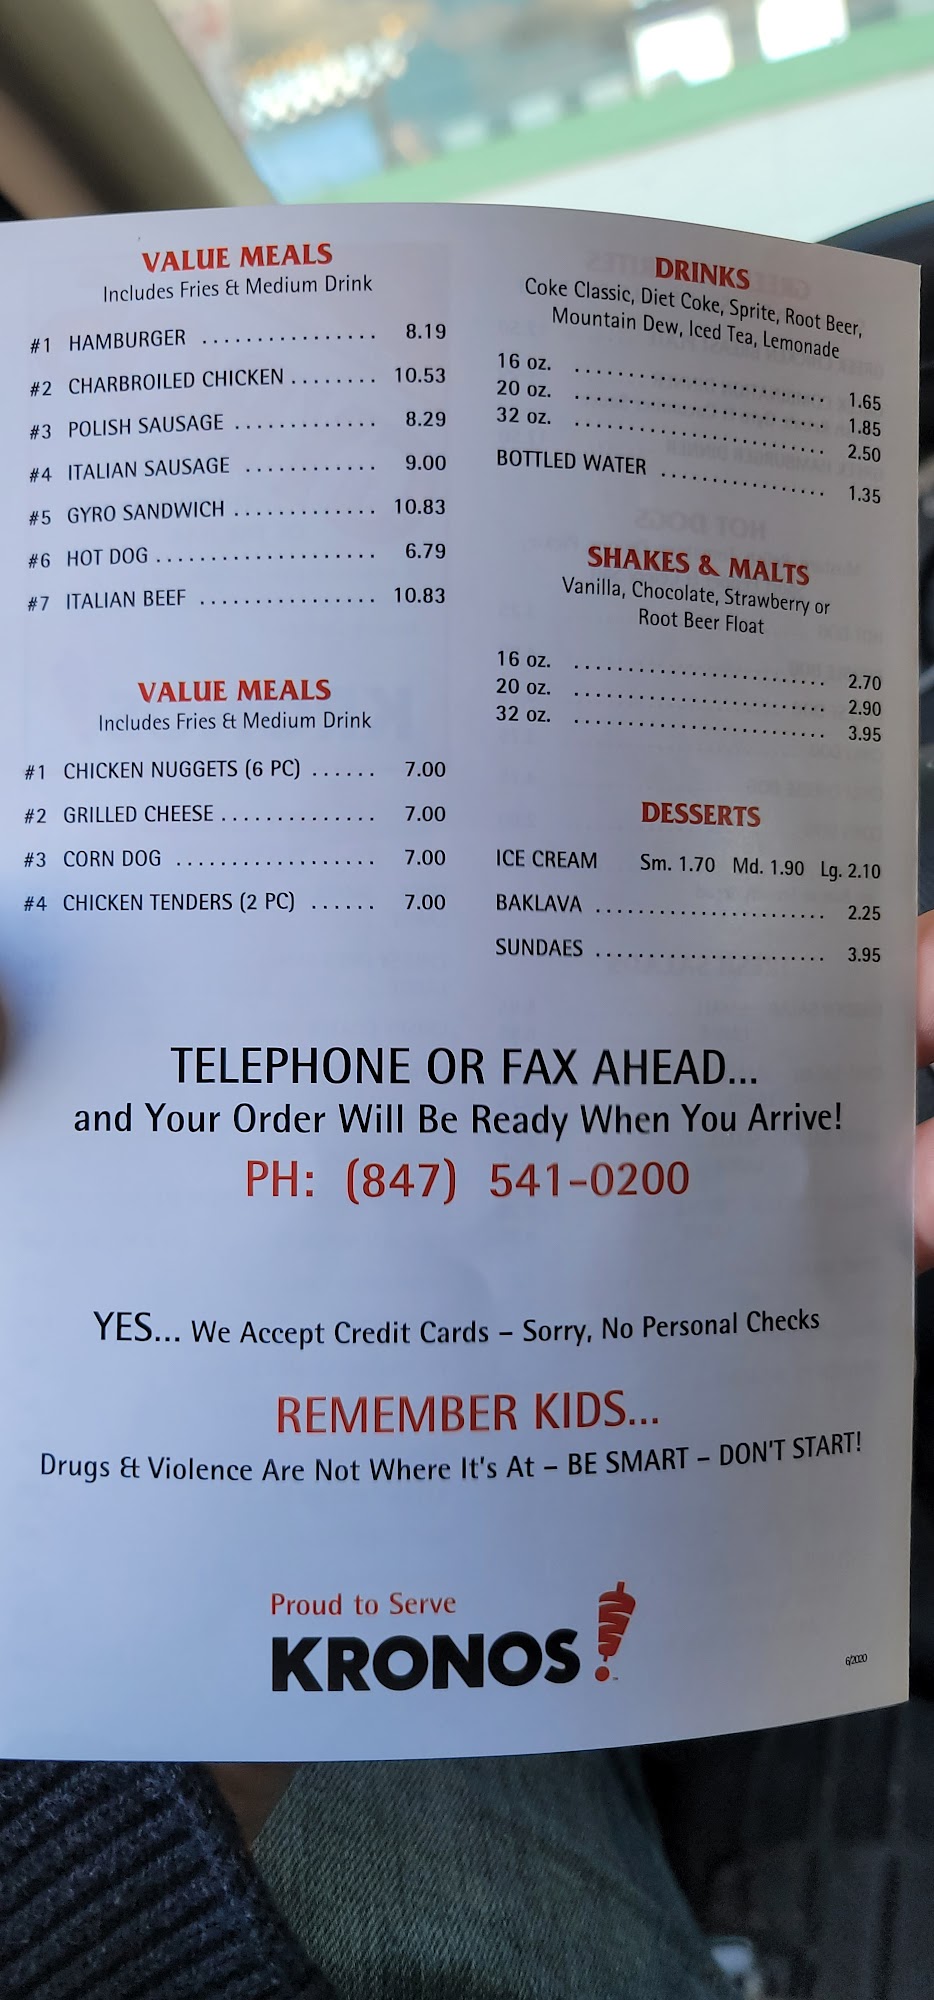 VALUE MEALS
Includes Fries & Medium Drink
#1 HAMBURGER ................ 8.19
#2 CHARBROILED CHICKEN ........ 10.53
#3 POLISH SAUSAGE ............. 8.29
#4 ITALIAN SAUSAGE ............ 9.00
#5 GYRO SANDWICH ............. 10.83
#6 HOT DOG .................... 6.79
#7 ITALIAN BEEF ................ 10.83
VALUE MEALS
Includes Fries & Medium Drink
#1 CHICKEN NUGGETS (6 PC) ...... 7.00
#2 GRILLED CHEESE .............. 7.00
#3 CORN DOG .................. 7.00
#4 CHICKEN TENDERS (2 PC) ...... 7.00
DRINKS
Coke Classic, Diet Coke, Sprite, Root Beer,
Mountain Dew, Iced Tea, Lemonade
16 oz. ........................ 1.65
20 oz. ........................ 1.85
32 oz. ........................ 2.50
BOTTLED WATER ................ 1.35
SHAKES & MALTS
Vanilla, Chocolate, Strawberry or
Root Beer Float
16 oz. ........................ 2.70
20 oz. ........................ 2.90
32 oz. ........................ 3.95
DESSERTS
ICE CREAM Sm. 1.70 Md. 1.90 Lg. 2.10
BAKLAVA ...................... 2.25
SUNDAES ...................... 3.95
TELEPHONE OR FAX AHEAD...
and Your Order Will Be Ready When You Arrive!
PH: (847) 541-0200
YES... We Accept Credit Cards – Sorry, No Personal Checks
REMEMBER KIDS...
Drugs & Violence Are Not Where It's At – BE SMART – DON'T START!
Proud to Serve
KRONOS
6/2020